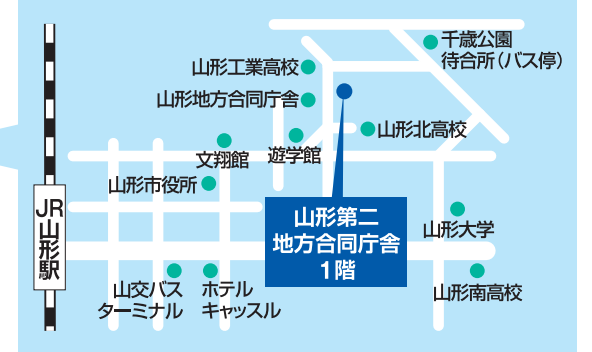 千歳公園
待合所（バス停）
山形工業高校
山形地方合同庁舎
山形北高校
遊学館
文翔館
山形市役所
JR山形駅
山形第二
地方合同庁舎
1階
山形大学
山形南高校
山交バス
ターミナル
ホテル
キャッスル